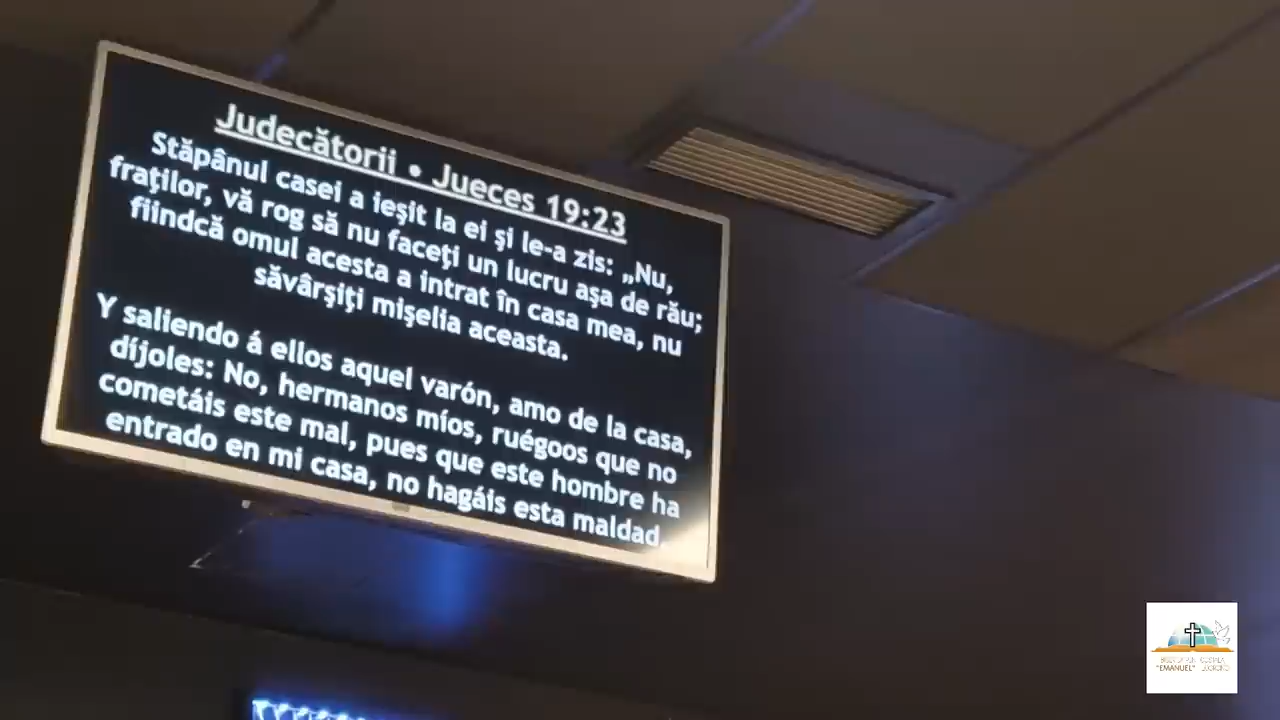 Judecătorii • Jueces 19:23
Stăpânul casei a ieşit la ei şi le-a zis: „Nu,
fraţilor, vă rog să nu faceţi un lucru aşa de rău;
fiindcă omul acesta a intrat în casa mea, nu
săvârşiţi mişelia aceasta.
Y saliendo á ellos aquel varón, amo de la casa,
díjoles: No, hermanos míos, ruégoos que no
cometáis este mal, pues que este hombre ha
entrado en mi casa, no hagáis esta maldad.
"EMANUEL"